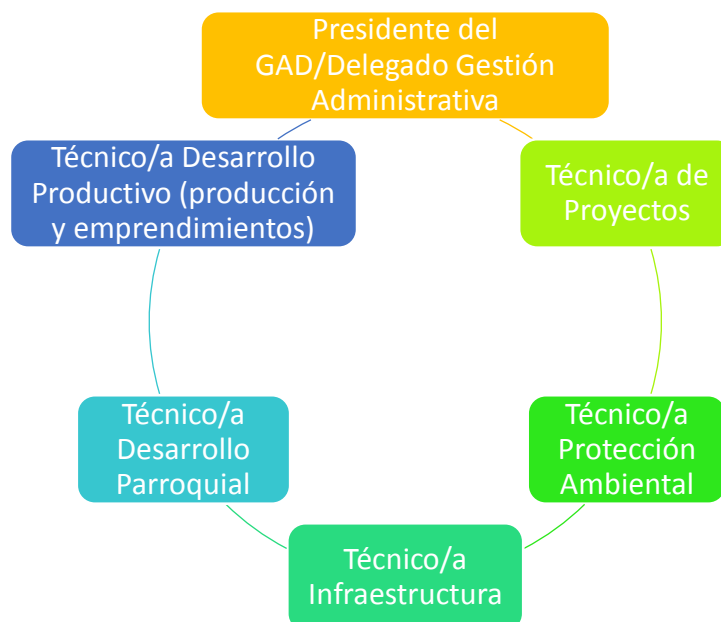 Presidente del
GAD/Delegado Gestión
Administrativa
Técnico/a de
Proyectos
Técnico/a
Protección
Ambiental
Técnico/a
Infraestructura
Técnico/a
Desarrollo
Parroquial
Técnico/a Desarrollo
Productivo (producción
y emprendimientos)